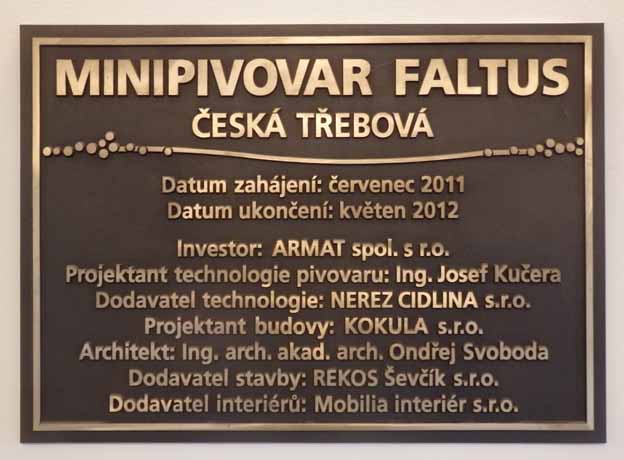 MINIPIVOVAR FALTUS
ČESKÁ TŘEBOVÁ
Datum zahájení: červenec 2011
Datum ukončení: květen 2012
Investor: ARMAT spol. s r.o.
Projektant technologie pivovaru: Ing. Josef Kučera
Dodavatel technologie: NEREZ CIDLINA s.r.o.
Projektant budovy: KOKULA s.r.o.
Architekt: Ing. arch. akad. arch. Ondřej Svoboda
Dodavatel stavby: REKOS Ševčík s.r.o.
Dodavatel interiérů: Mobilia interiér s.r.o.